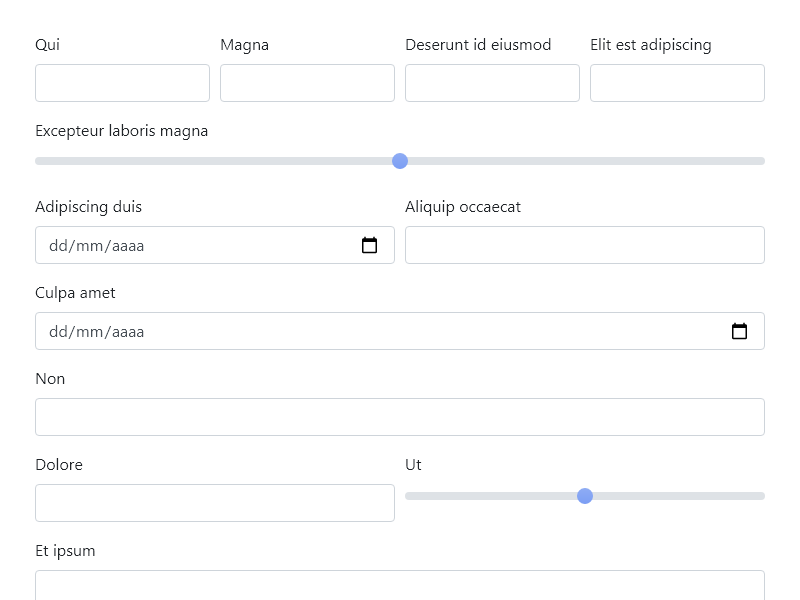 Qui
Magna
Deserunt id eiusmod
Elit est adipiscing
Excepteur laboris magna
Adipiscing duis
Aliquip occaecat
dd/mm/aaaa
Culpa amet
dd/mm/aaaa
Non
Dolore
Ut
Et ipsum